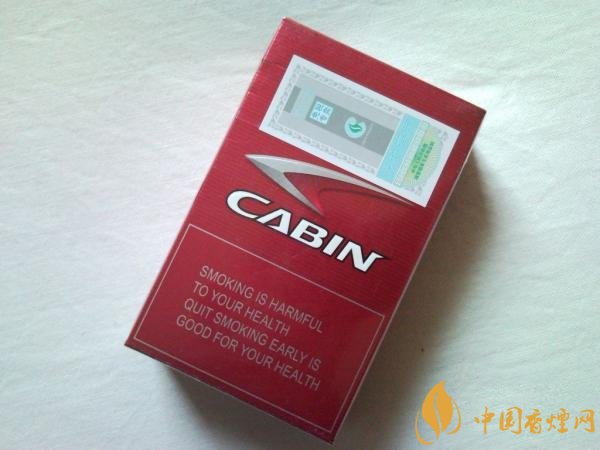 CABIN
SMOKING IS HARMFUL
TO YOUR HEALTH
QUIT SMOKING EARLY IS
GOOD FOR YOUR HEALTH
中国香烟网